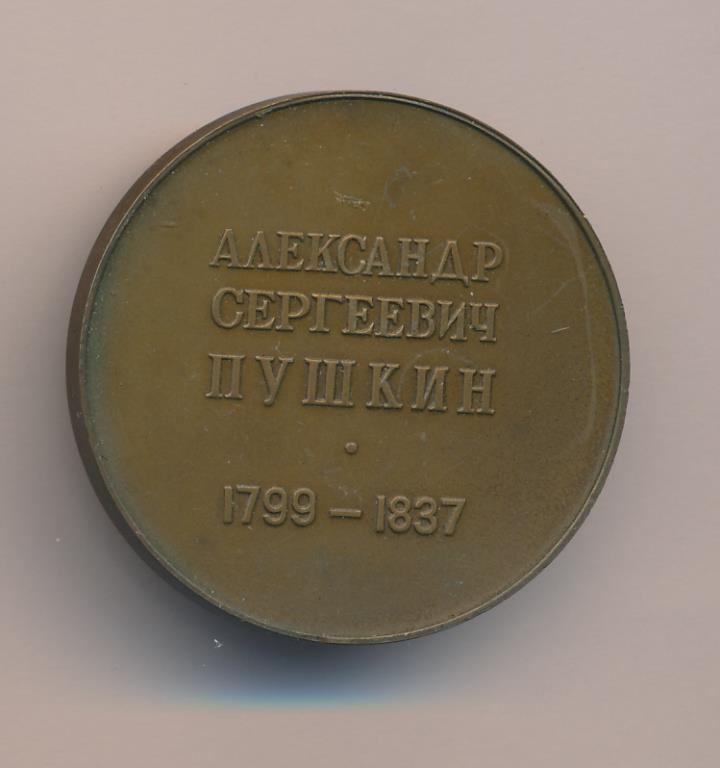 АЛЕКСАНДР
СЕРГЕЕВИЧ
ПУШКИН
•
1799 – 1837